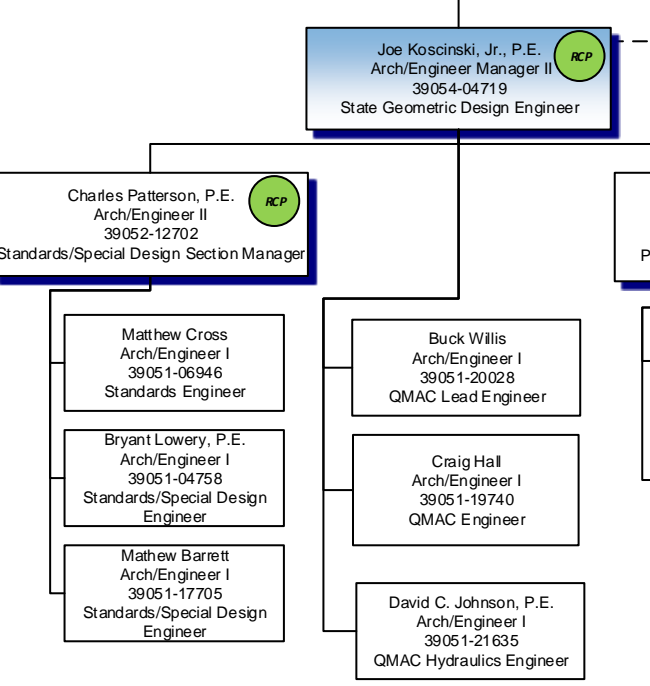 Joe Koscinski, Jr., P.E.
Arch/Engineer Manager II
39054-04719
State Geometric Design Engineer
RCP
Charles Patterson, P.E.
Arch/Engineer II
39052-12702
Standards/Special Design Section Manager
RCP
P
Matthew Cross
Arch/Engineer I
39051-06946
Standards Engineer
Bryant Lowery, P.E.
Arch/Engineer I
39051-04758
Standards/Special Design
Engineer
Mathew Barrett
Arch/Engineer I
39051-17705
Standards/Special Design
Engineer
Buck Willis
Arch/Engineer I
39051-20028
QMAC Lead Engineer
Craig Hall
Arch/Engineer I
39051-19740
QMAC Engineer
David C. Johnson, P.E.
Arch/Engineer I
39051-21635
QMAC Hydraulics Engineer